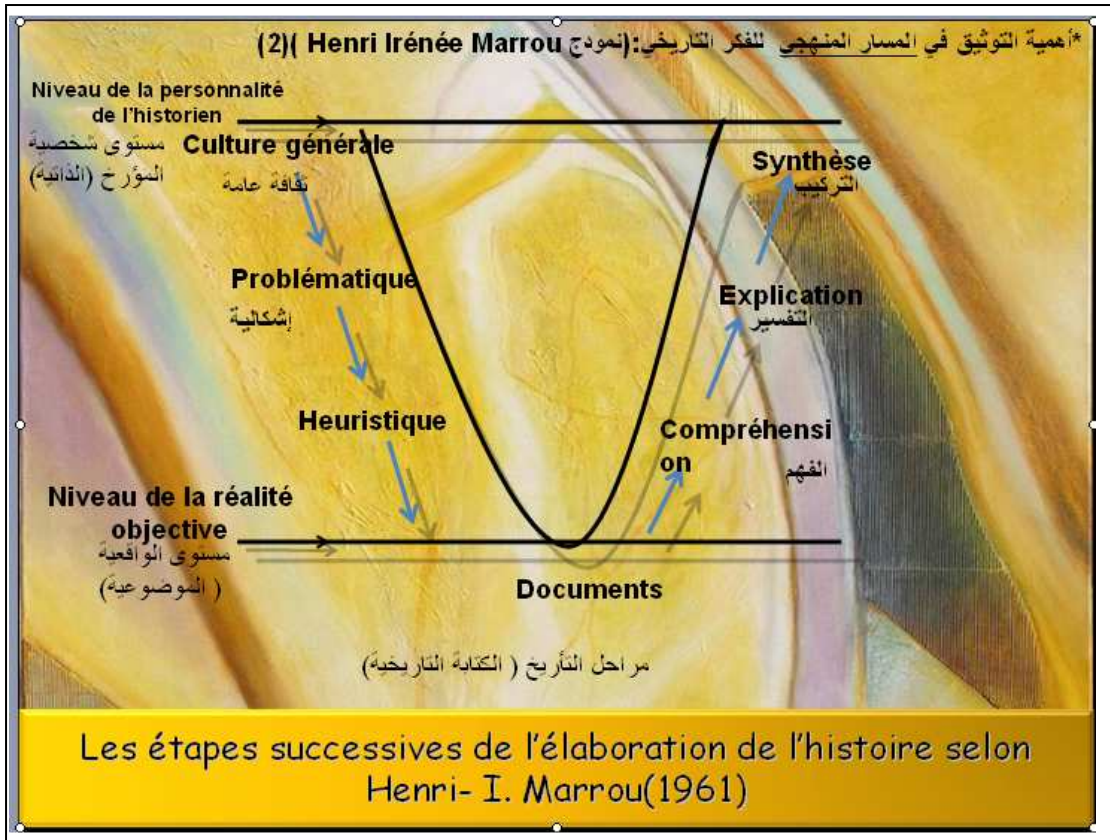 *أهمية التوثيق في المسار المنهجي للفكر التاريخي:(نمودج Henri Irénée Marrou )(2)
Niveau de la personnalité
de l'historien
مستوى شخصية
المؤرخ (الذاتية)
Culture générale
ثقافة عامة
Problématique
إشكالية
Heuristique
Niveau de la réalité
objective
مستوى الواقعية
( الموضوعية)
Documents
Compréhensi
on
الفهم
Explication
التفسير
Synthèse
التركيب
مراحل التأريخ ( الكتابة التاريخية)
Les étapes successives de l'élaboration de l'histoire selon
Henri- I. Marrou(1961)